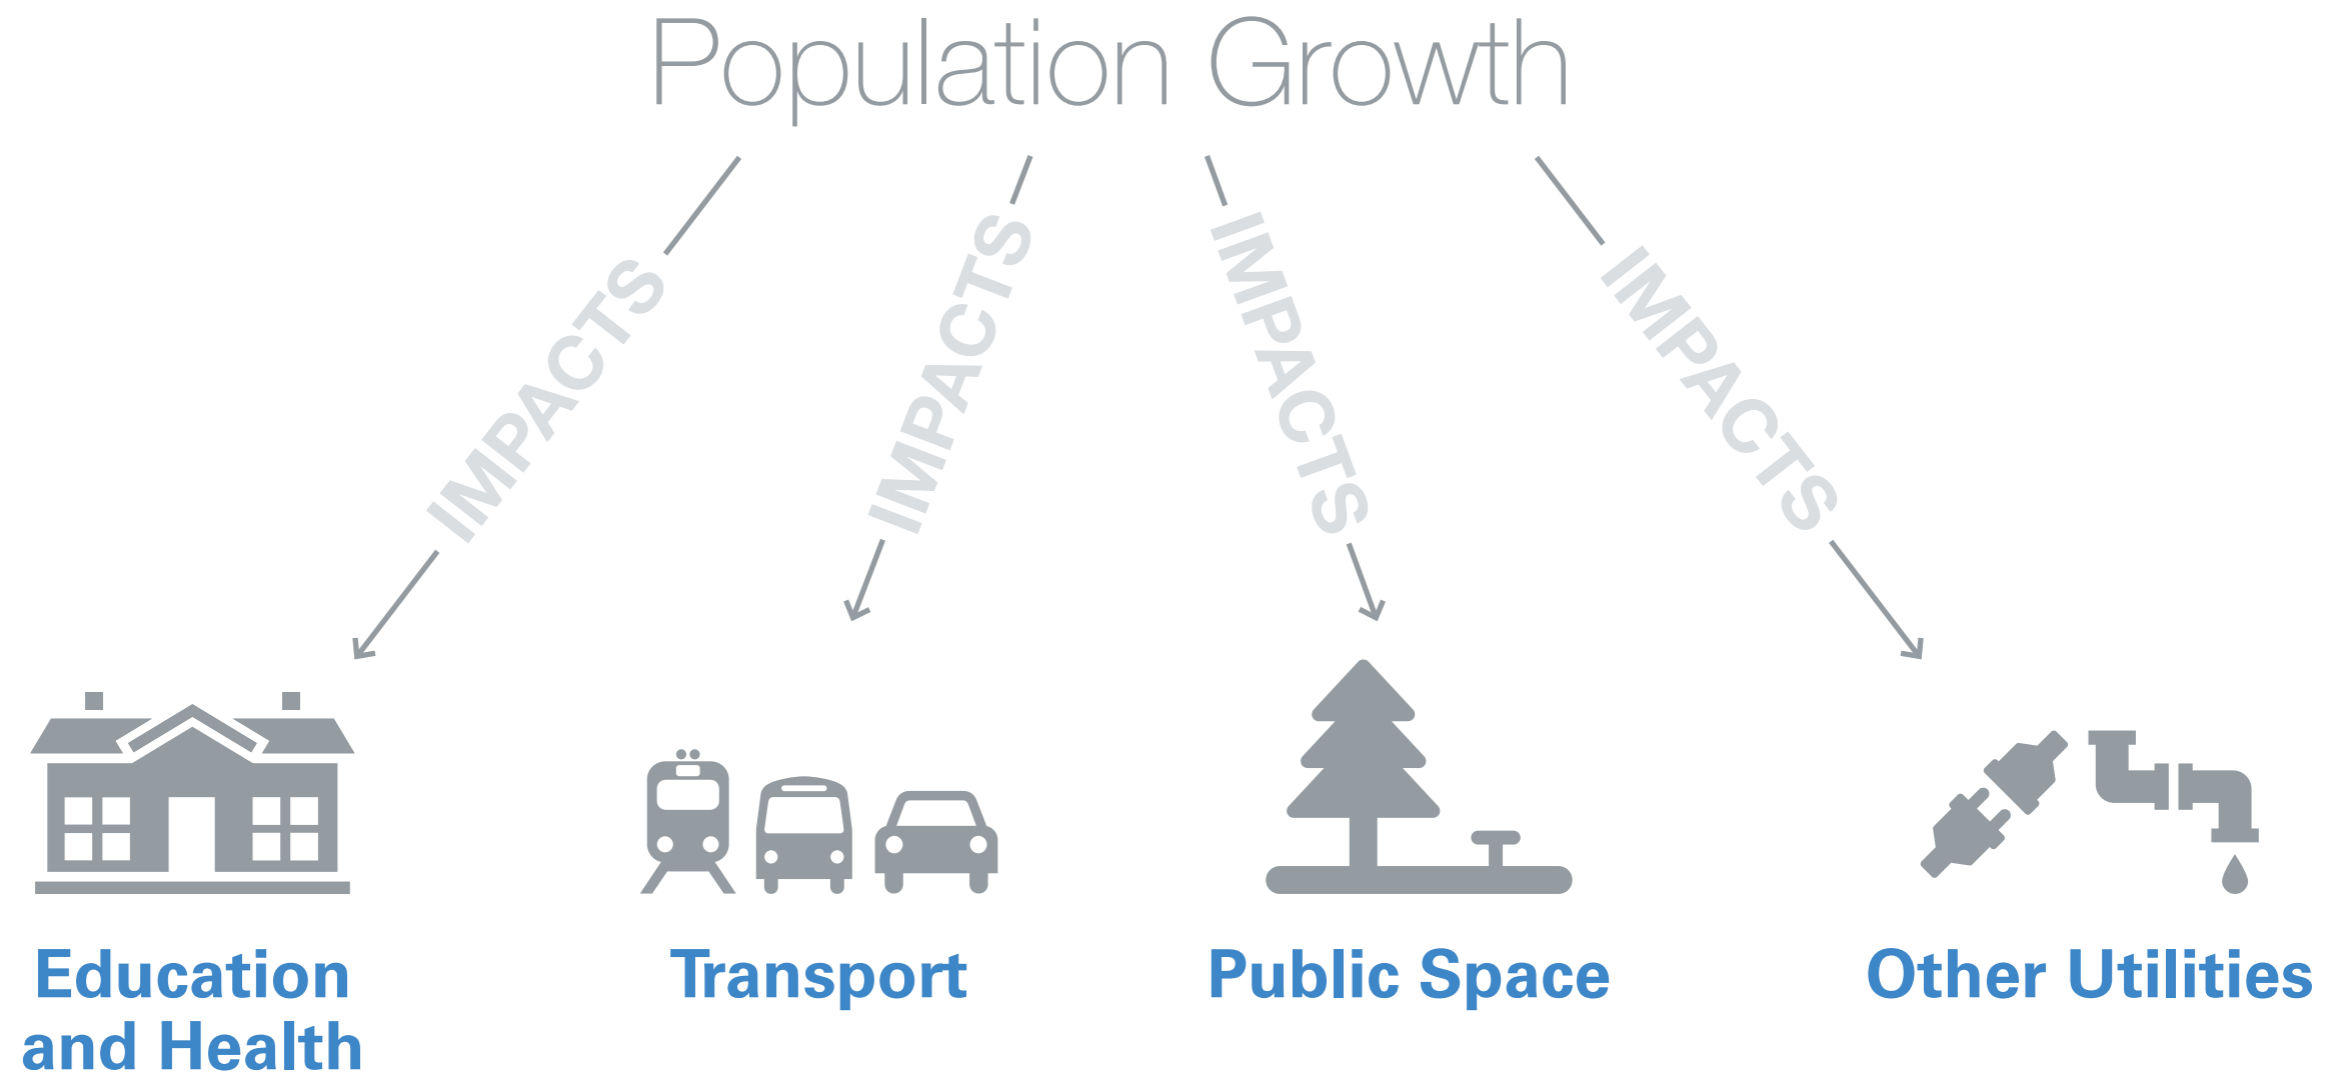 Population Growth
IMPACTS
IMPACTS
IMPACTS
IMPACTS
Education
and Health
Transport
Public Space
Other Utilities